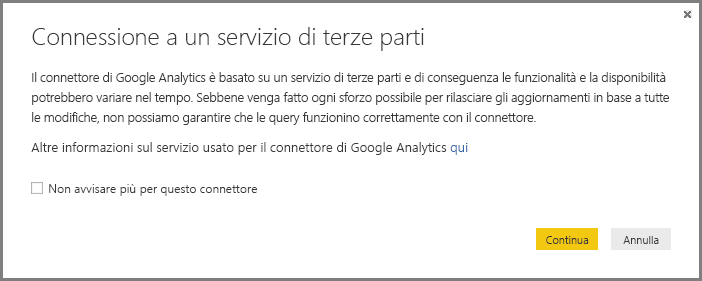 Connessione a un servizio di terze parti
Il connettore di Google Analytics è basato su un servizio di terze parti e di conseguenza le funzionalità e la disponibilità
potrebbero variare nel tempo. Sebbene venga fatto ogni sforzo possibile per rilasciare gli aggiornamenti in base a tutte
le modifiche, non possiamo garantire che le query funzionino correttamente con il connettore.
Altre informazioni sul servizio usato per il connettore di Google Analytics qui
Non avvisare più per questo connettore
Continua
Annulla